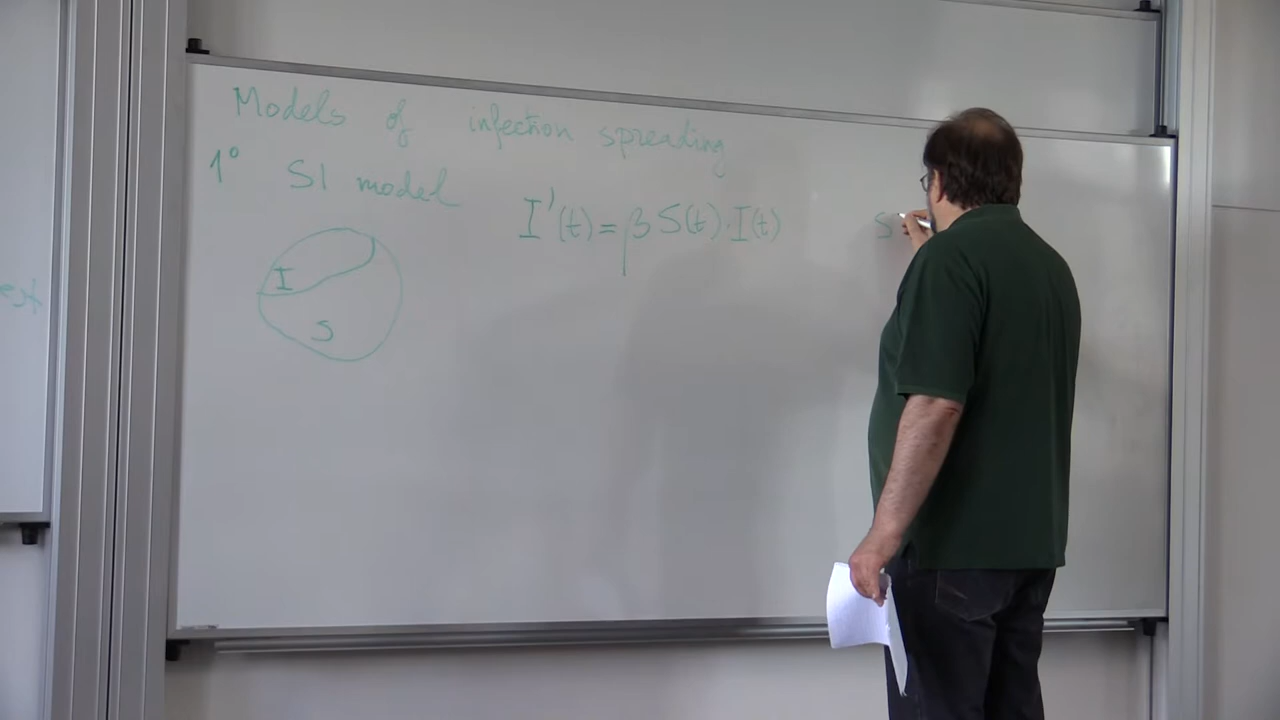 Models of infection spreading
1° SI model
I'(t) = β S(t) · I(t)
S
I
S